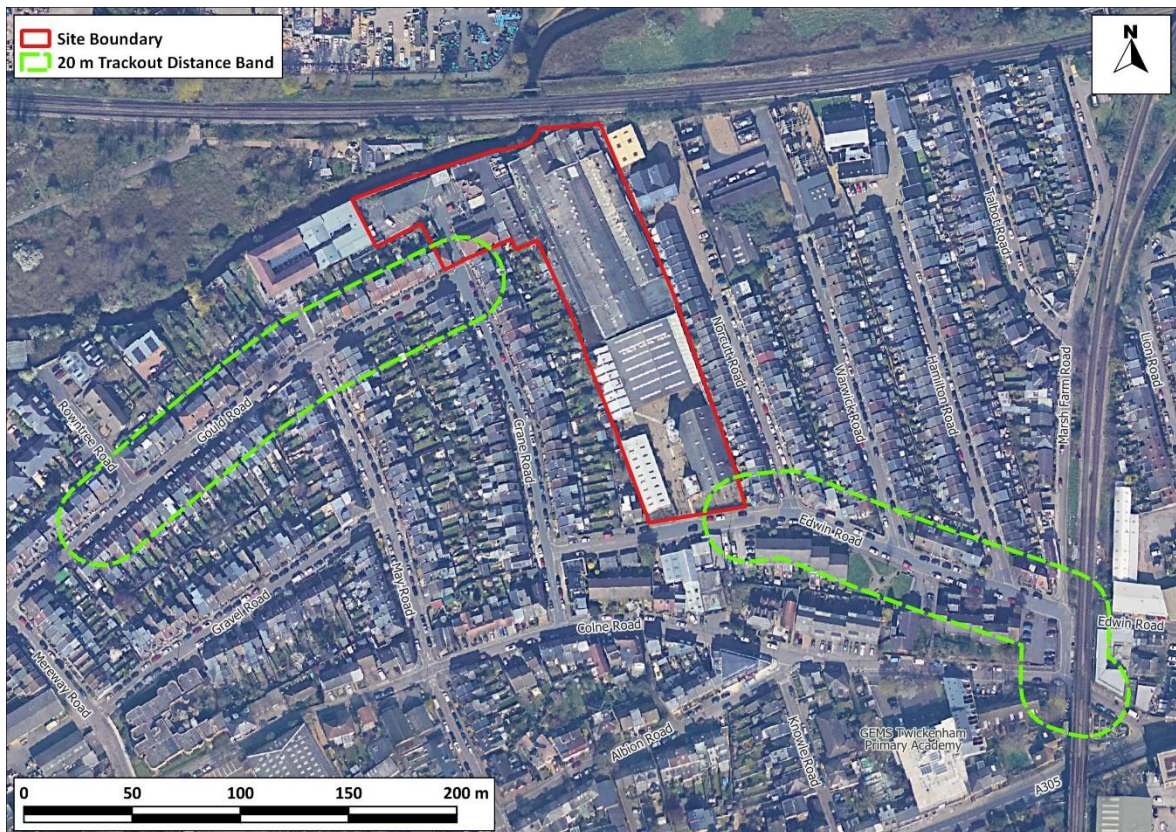 Site Boundary
20 m Trackout Distance Band
N
Talbot Road
Lion Road
Norcutt Road
Warwick Road
Hamilton Road
Marsh Farm Road
Gould Road
Rowntree Road
Crane Road
Edwin Road
May Road
Gravel Road
Colne Road
Edwin Road
Mereway Road
Albion Road
Knowle Road
GEMS Twickenham
Primary Academy
A305
0 50 100 150 200 m